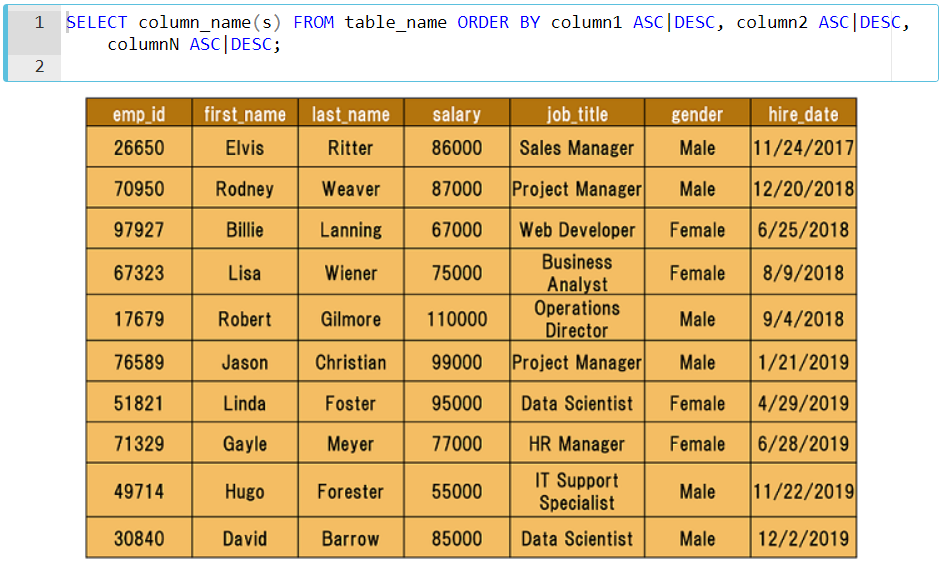 1 SELECT column_name(s) FROM table_name ORDER BY column1 ASC|DESC, column2 ASC|DESC,
columnN ASC|DESC;
2
emp_id first_name last_name salary job_title gender hire_date
26650 Elvis Ritter 86000 Sales Manager Male 11/24/2017
70950 Rodney Weaver 87000 Project Manager Male 12/20/2018
97927 Billie Lanning 67000 Web Developer Female 6/25/2018
67323 Lisa Wiener 75000 Business Analyst Female 8/9/2018
17679 Robert Gilmore 110000 Operations Director Male 9/4/2018
76589 Jason Christian 99000 Project Manager Male 1/21/2019
51821 Linda Foster 95000 Data Scientist Female 4/29/2019
71329 Gayle Meyer 77000 HR Manager Female 6/28/2019
49714 Hugo Forester 55000 IT Support Specialist Male 11/22/2019
30840 David Barrow 85000 Data Scientist Male 12/2/2019